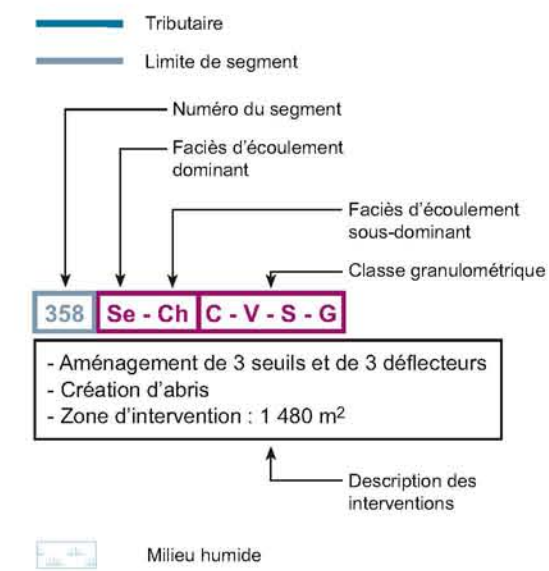 Tributaire
Limite de segment
Numéro du segment
Faciès d'écoulement
dominant
Faciès d'écoulement
sous-dominant
Classe granulométrique
358 Se - Ch C - V - S - G
- Aménagement de 3 seuils et de 3 déflecteurs
- Création d'abris
- Zone d'intervention : 1 480 m²
Description des
interventions
Milieu humide